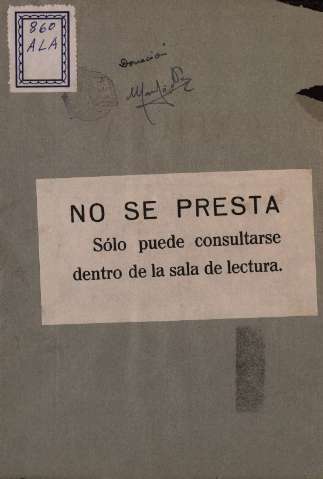 860
ALA
Donación
NO SE PRESTA
Sólo puede consultarse
dentro de la sala de lectura.